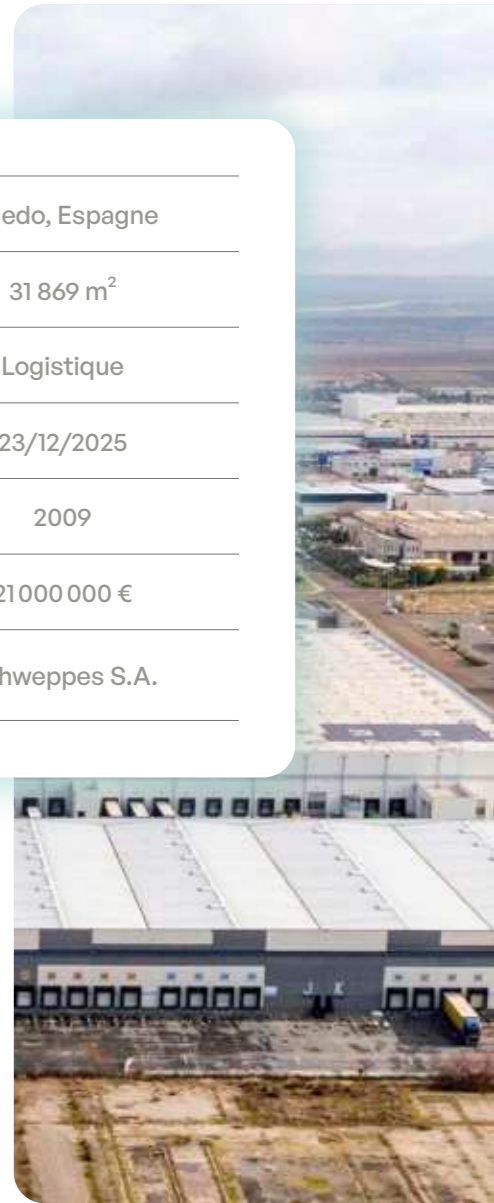 edo, Espagne
31 869 m²
Logistique
23/12/2025
2009
21 000 000 €
hweppes S.A.
J K